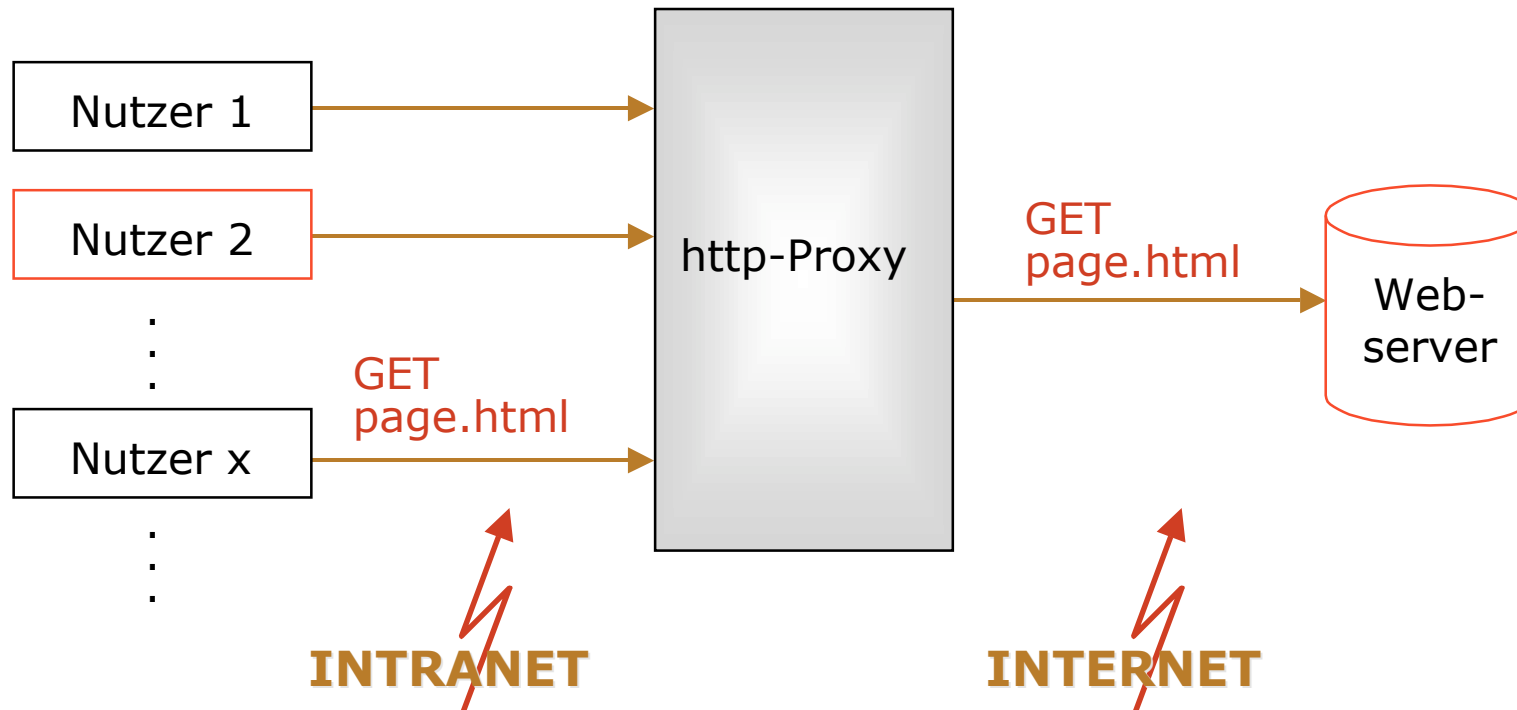 Nutzer 1
Nutzer 2
.
.
.
GET
page.html
Nutzer x
.
.
.
http-Proxy
GET
page.html
Web-
server
INTRANET
INTERNET